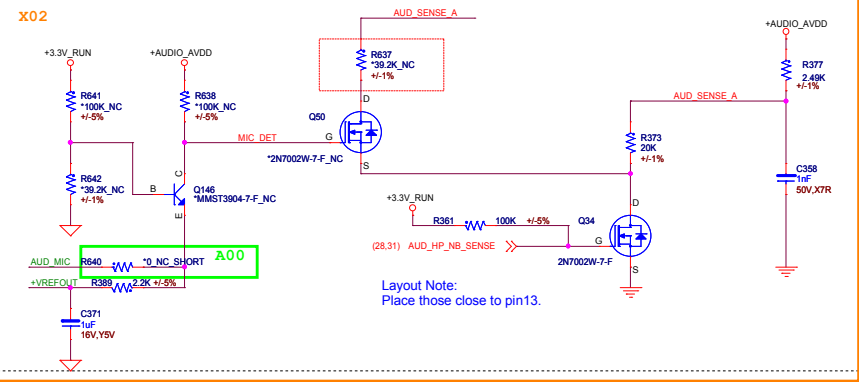 X02
AUD_SENSE_A
+3.3V_RUN
+AUDIO_AVDD
+AUDIO_AVDD
R637
*39.2K_NC
+/-1%
R377
2.49K
+/-1%
R641
*100K_NC
+/-5%
R638
*100K_NC
+/-5%
AUD_SENSE_A
D
Q50
MIC_DET
G
S
*2N7002W-7-F_NC
R373
20K
+/-1%
R642
*39.2K_NC
+/-1%
C
B
E
Q146
*MMST3904-7-F_NC
C358
1nF
50V,X7R
+3.3V_RUN
R361
100K
+/-5%
Q34
D
G
S
(28,31)
AUD_HP_NB_SENSE
2N7002W-7-F
A00
AUD_MIC
R640
*0_NC_SHORT
+VREFOUT
R389
2.2K
+/-5%
Layout Note:
Place those close to pin13.
C371
1uF
16V,Y5V